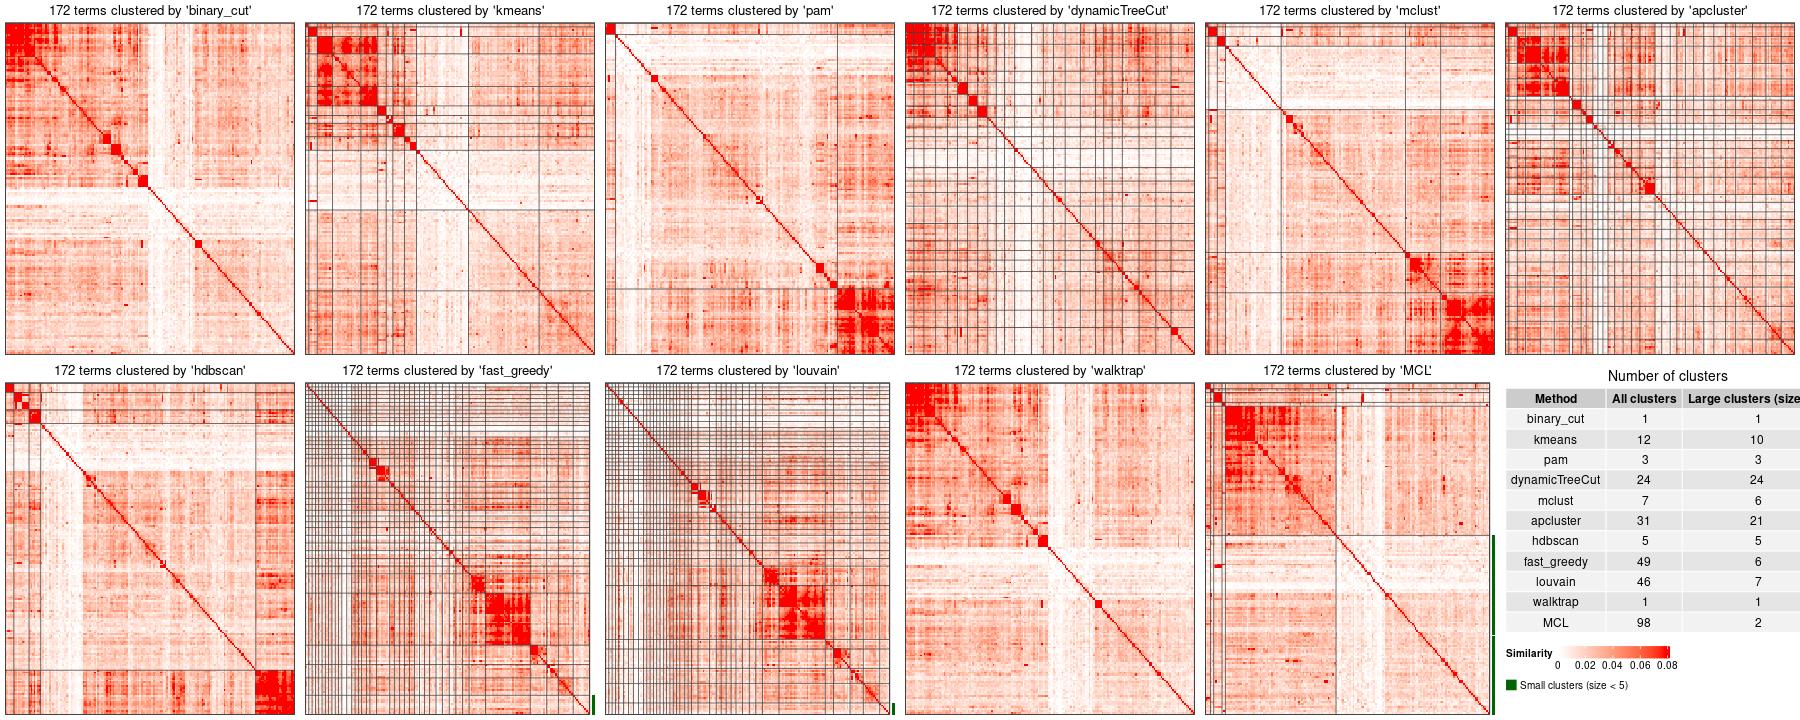 172 terms clustered by 'binary_cut'
172 terms clustered by 'kmeans'
172 terms clustered by 'pam'
172 terms clustered by 'dynamicTreeCut'
172 terms clustered by 'mclust'
172 terms clustered by 'apcluster'
172 terms clustered by 'hdbscan'
172 terms clustered by 'fast_greedy'
172 terms clustered by 'louvain'
172 terms clustered by 'walktrap'
172 terms clustered by 'MCL'
Number of clusters
Method All clusters Large clusters (size
binary_cut 1 1
kmeans 12 10
pam 3 3
dynamicTreeCut 24 24
mclust 7 6
apcluster 31 21
hdbscan 5 5
fast_greedy 49 6
louvain 46 7
walktrap 1 1
MCL 98 2
Similarity
0 0.02 0.04 0.06 0.08
Small clusters (size < 5)